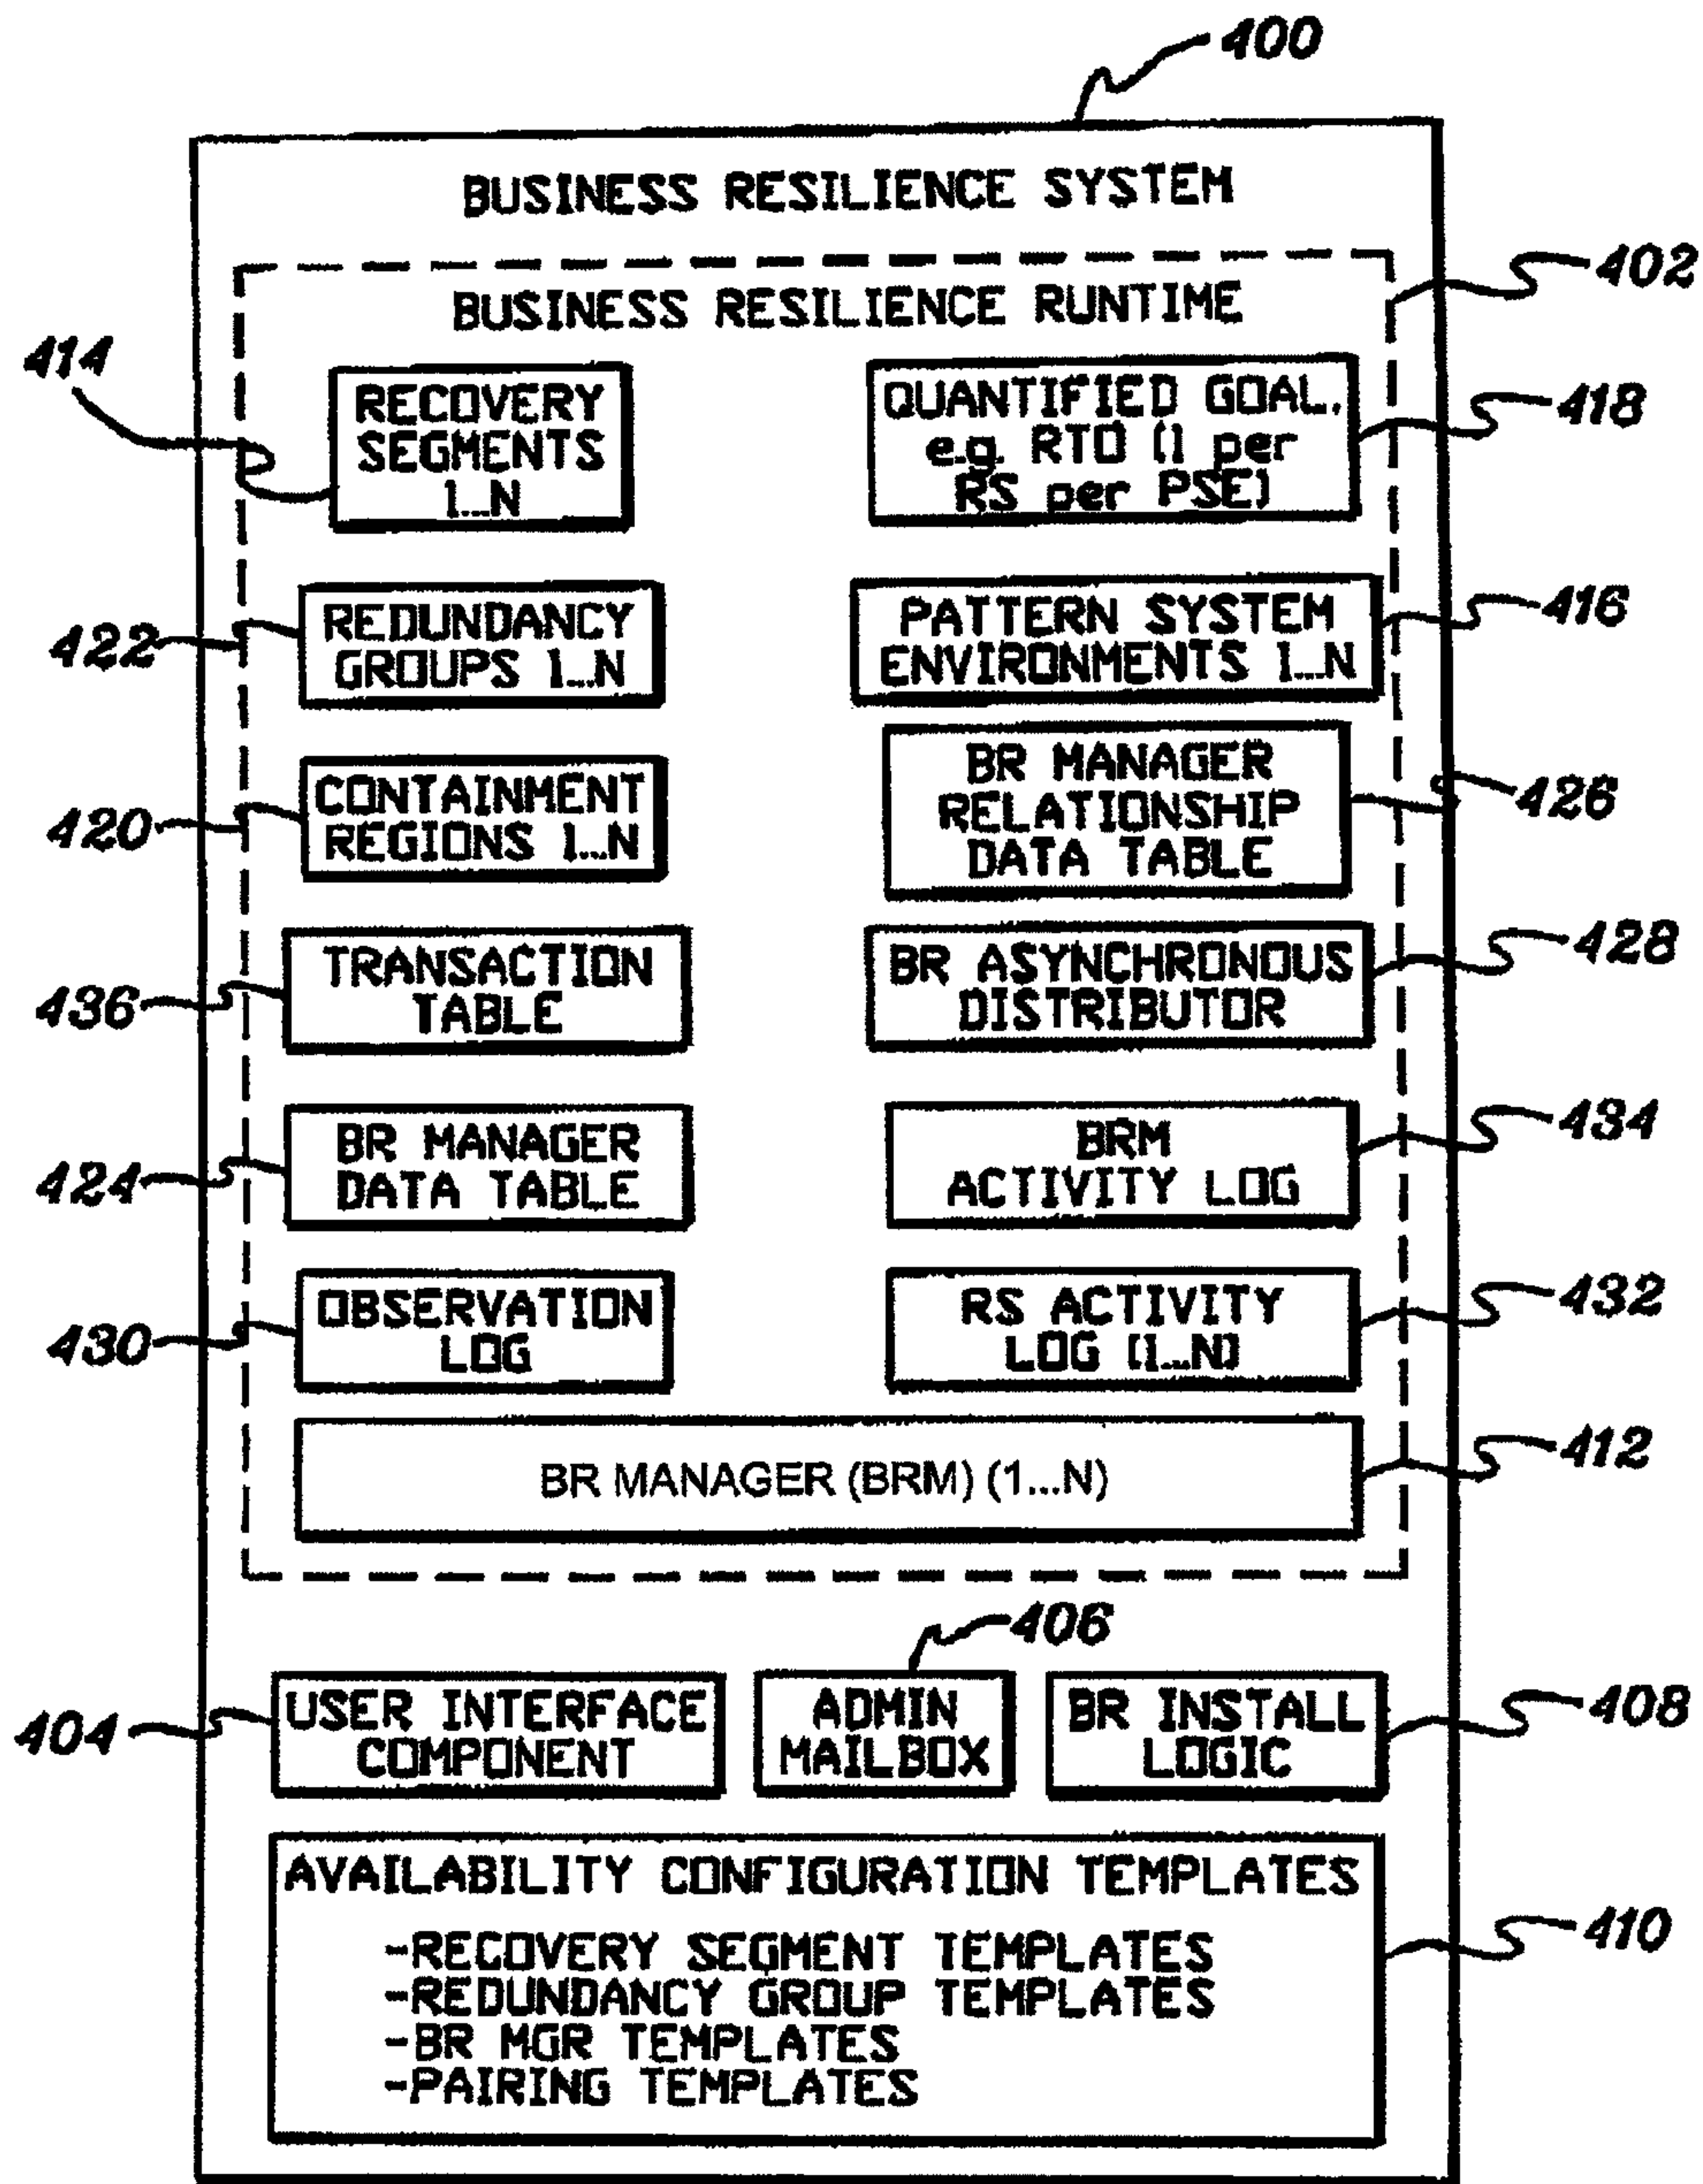 400
BUSINESS RESILIENCE SYSTEM
402
BUSINESS RESILIENCE RUNTIME
414
RECOVERY
SEGMENTS
1...N
QUANTIFIED GOAL,
e.g. RTO (1 per
RS per PSE)
418
422
REDUNDANCY
GROUPS 1...N
PATTERN SYSTEM
ENVIRONMENTS 1...N
416
420
CONTAINMENT
REGIONS 1...N
BR MANAGER
RELATIONSHIP
DATA TABLE
426
436
TRANSACTION
TABLE
BR ASYNCHRONOUS
DISTRIBUTOR
428
424
BR MANAGER
DATA TABLE
BRM
ACTIVITY LOG
434
430
OBSERVATION
LOG
RS ACTIVITY
LOG (1...N)
432
BR MANAGER (BRM) (1...N)
412
406
404
USER INTERFACE
COMPONENT
ADMIN
MAILBOX
BR INSTALL
LOGIC
408
AVAILABILITY CONFIGURATION TEMPLATES
-RECOVERY SEGMENT TEMPLATES
-REDUNDANCY GROUP TEMPLATES
-BR MGR TEMPLATES
-PAIRING TEMPLATES
410